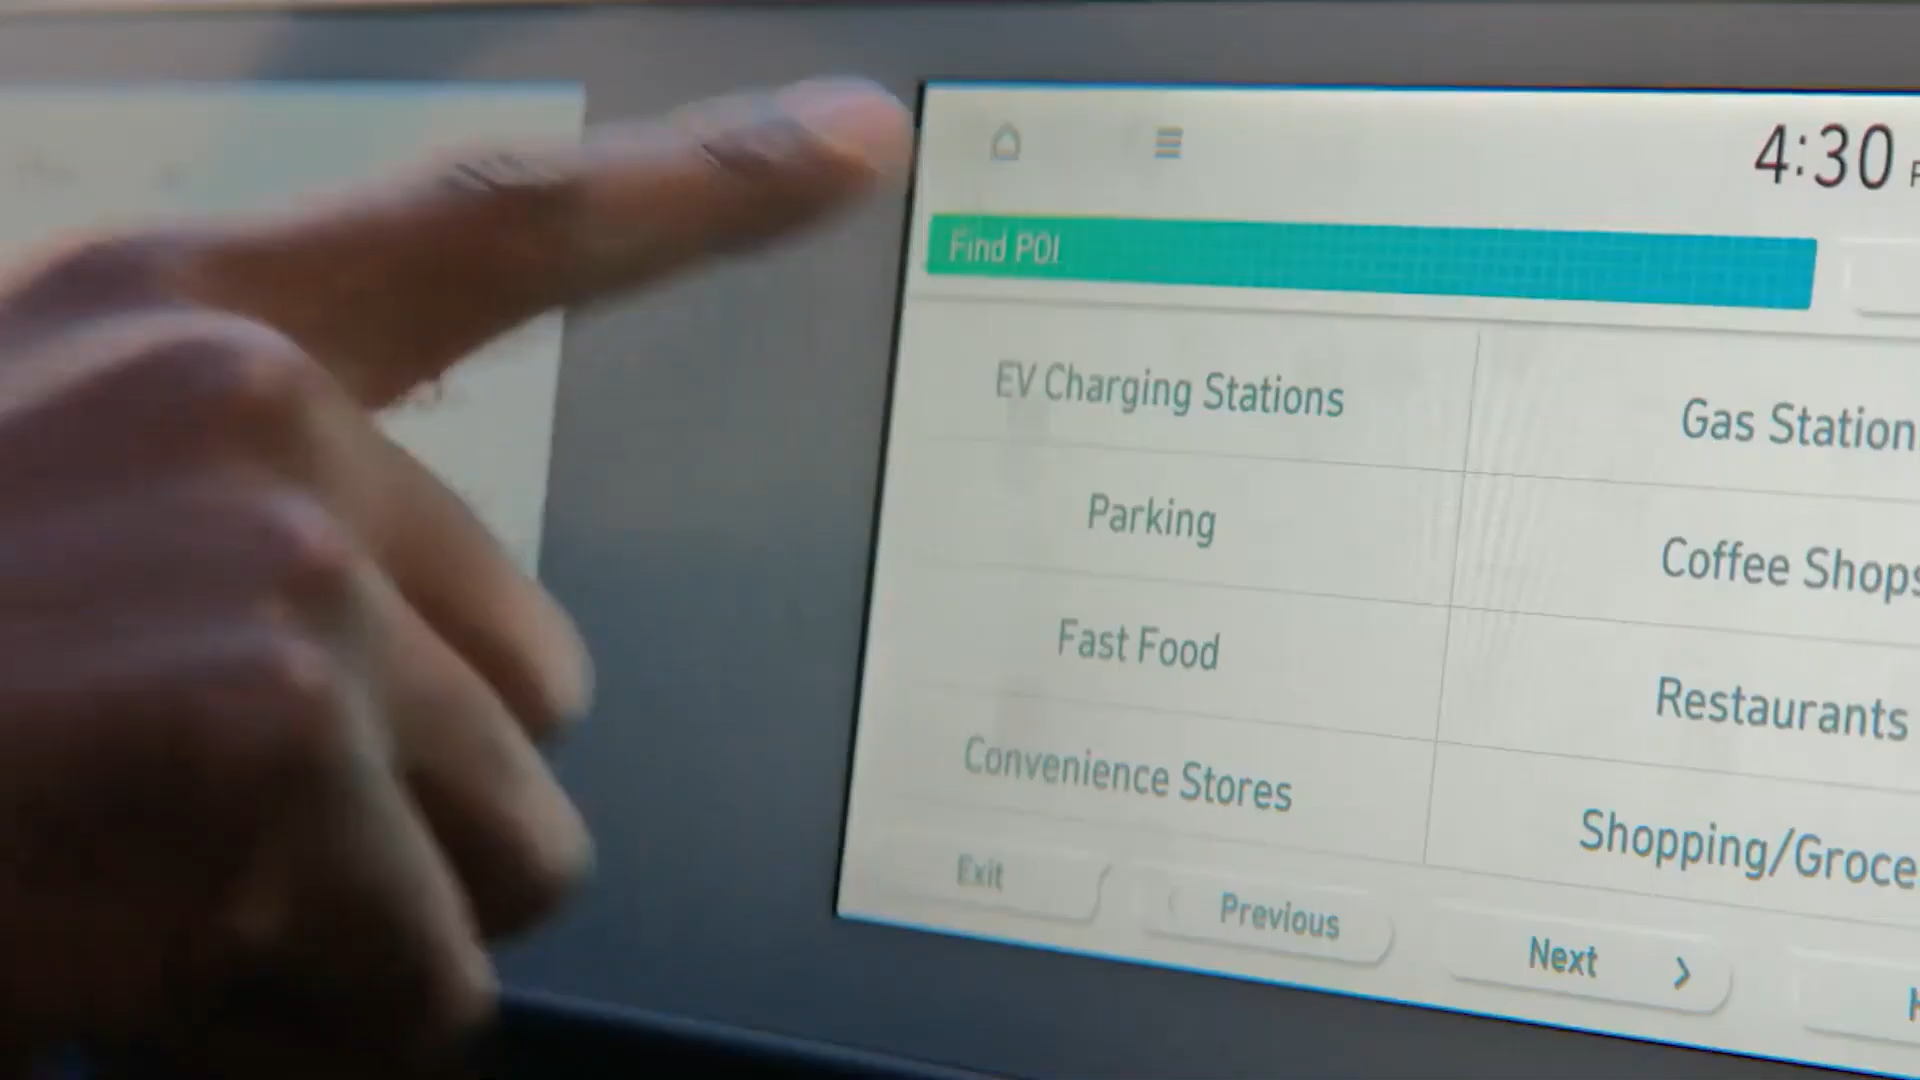 4:30
Find POI
EV Charging Stations
Gas Station
Parking
Coffee Shops
Fast Food
Restaurants
Convenience Stores
Shopping/Groce
Exit
Previous
Next >